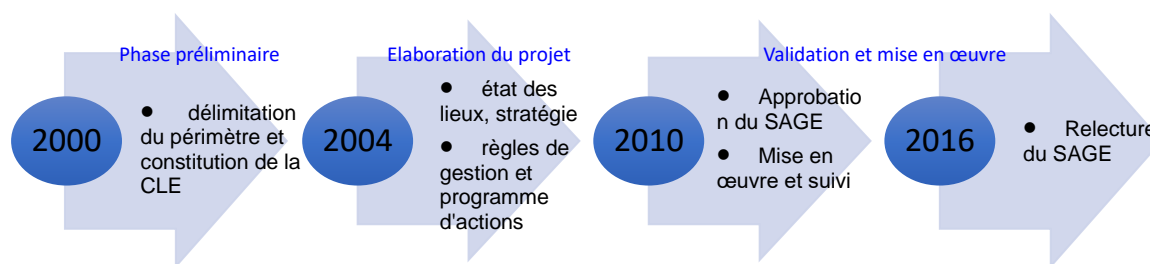 Phase préliminaire
Elaboration du projet
Validation et mise en œuvre
2000
● délimitation
du périmètre et
constitution de la
CLE
2004
● état des
lieux, stratégie
● règles de
gestion et
programme
d'actions
2010
● Approbatio
n du SAGE
● Mise en
œuvre et suivi
2016
● Relecture
du SAGE